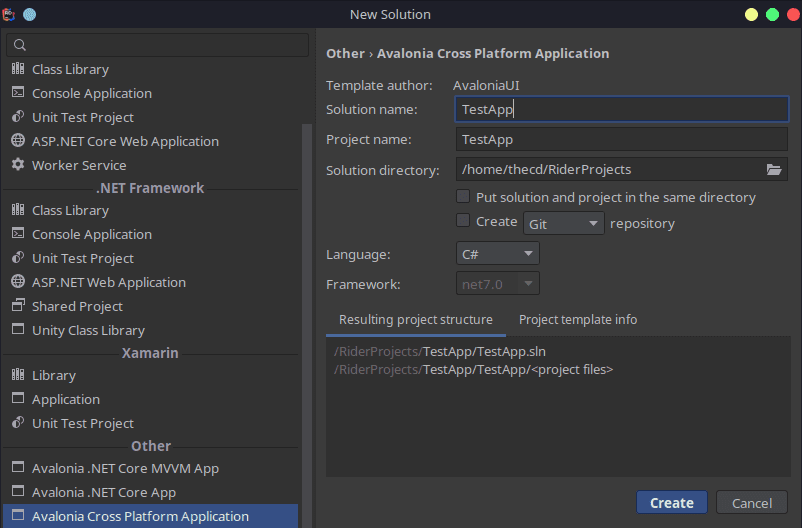 New Solution
Class Library
Console Application
Unit Test Project
ASP.NET Core Web Application
Worker Service
.NET Framework
Class Library
Console Application
Unit Test Project
ASP.NET Web Application
Shared Project
Unity Class Library
Xamarin
Library
Application
Unit Test Project
Other
Avalonia .NET Core MVVM App
Avalonia .NET Core App
Avalonia Cross Platform Application
Other › Avalonia Cross Platform Application
Template author: AvaloniaUI
Solution name: TestApp
Project name: TestApp
Solution directory: /home/thecd/RiderProjects
Put solution and project in the same directory
Create Git repository
Language: C#
Framework: net7.0
Resulting project structure Project template info
/RiderProjects/TestApp/TestApp.sln
/RiderProjects/TestApp/TestApp/<project files>
Create Cancel